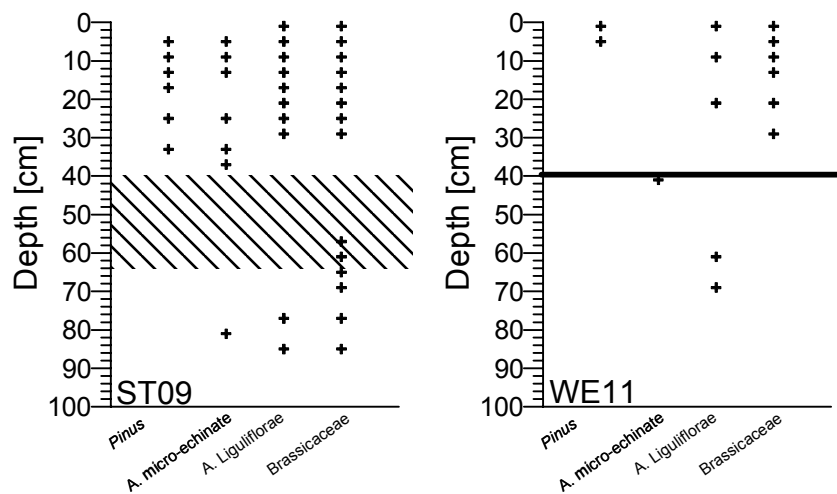 0
10
20
30
40
50
60
70
80
90
100
Depth [cm]
ST09
Pinus
A. micro-echinate
A. Liguliflorae
Brassicaceae
0
10
20
30
40
50
60
70
80
90
100
Depth [cm]
WE11
Pinus
A. micro-echinate
A. Liguliflorae
Brassicaceae